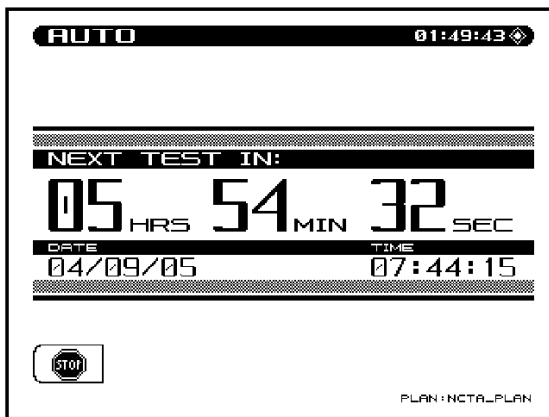 AUTO 01:49:43
NEXT TEST IN:
05 HRS 54 MIN 32 SEC
DATE TIME
04/09/05 07:44:15
STOP
PLAN:NCTA_PLAN